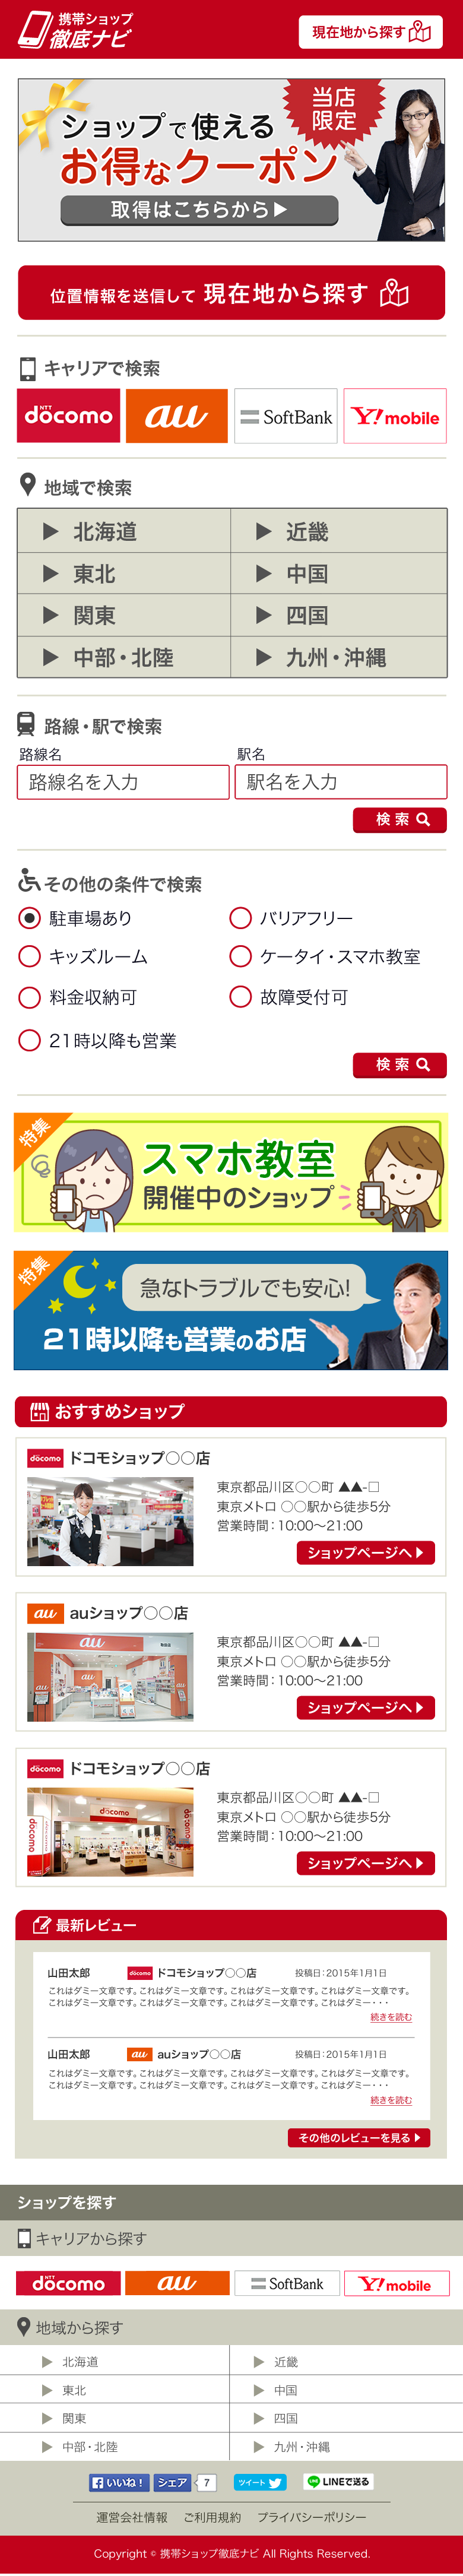 携帯ショップ
徹底ナビ
現在地から探す
当店
限定
ショップで使える
お得なクーポン
取得はこちらから▶
位置情報を送信して 現在地から探す
キャリアで検索
NTT
docomo
au
SoftBank
Y!mobile
地域で検索
▶ 北海道
▶ 近畿
▶ 東北
▶ 中国
▶ 関東
▶ 四国
▶ 中部・北陸
▶ 九州・沖縄
路線・駅で検索
路線名
駅名
路線名を入力
駅名を入力
検索
その他の条件で検索
駐車場あり
バリアフリー
キッズルーム
ケータイ・スマホ教室
料金収納可
故障受付可
21時以降も営業
検索
特集
スマホ教室
開催中のショップ
特集
急なトラブルでも安心!
21時以降も営業のお店
おすすめショップ
docomo ドコモショップ○○店
東京都品川区○○町 ▲▲-□
東京メトロ ○○駅から徒歩5分
営業時間：10:00〜21:00
ショップページへ▶
au auショップ○○店
au
au
東京都品川区○○町 ▲▲-□
東京メトロ ○○駅から徒歩5分
営業時間：10:00〜21:00
ショップページへ▶
docomo ドコモショップ○○店
docomo
docomo
docomo
東京都品川区○○町 ▲▲-□
東京メトロ ○○駅から徒歩5分
営業時間：10:00〜21:00
ショップページへ▶
最新レビュー
山田太郎 docomo ドコモショップ○○店 投稿日：2015年1月1日
これはダミー文章です。これはダミー文章です。これはダミー文章です。これはダミー文章です。
これはダミー文章です。これはダミー文章です。これはダミー文章です。これはダミー・・・
続きを読む
山田太郎 au auショップ○○店 投稿日：2015年1月1日
これはダミー文章です。これはダミー文章です。これはダミー文章です。これはダミー文章です。
これはダミー文章です。これはダミー文章です。これはダミー文章です。これはダミー・・・
続きを読む
その他のレビューを見る▶
ショップを探す
キャリアから探す
NTT
docomo
au
SoftBank
Y!mobile
地域から探す
▶ 北海道
▶ 近畿
▶ 東北
▶ 中国
▶ 関東
▶ 四国
▶ 中部・北陸
▶ 九州・沖縄
いいね！ シェア 7 ツイート LINEで送る
運営会社情報 ご利用規約 プライバシーポリシー
Copyright © 携帯ショップ徹底ナビ All Rights Reserved.